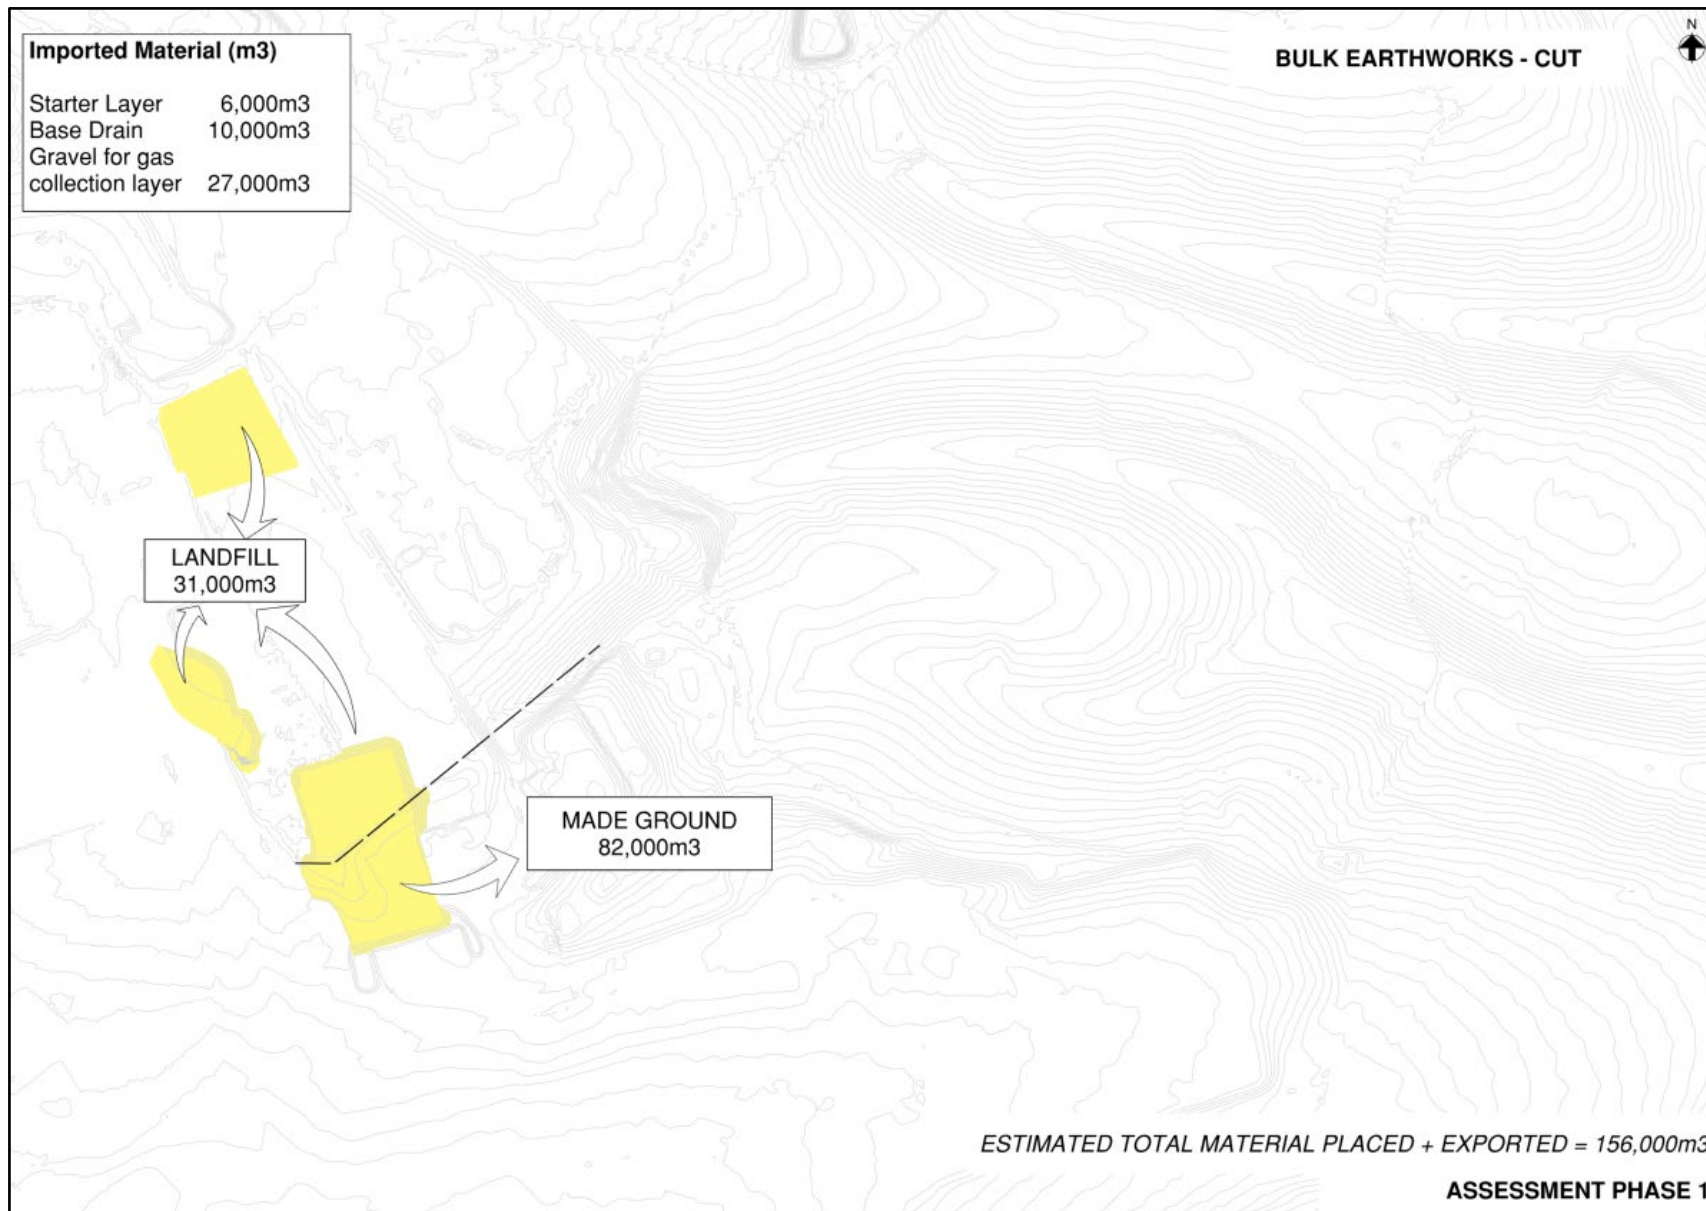 Imported Material (m3)
Starter Layer 6,000m3
Base Drain 10,000m3
Gravel for gas
collection layer 27,000m3
BULK EARTHWORKS - CUT
N
LANDFILL
31,000m3
MADE GROUND
82,000m3
ESTIMATED TOTAL MATERIAL PLACED + EXPORTED = 156,000m3
ASSESSMENT PHASE 1